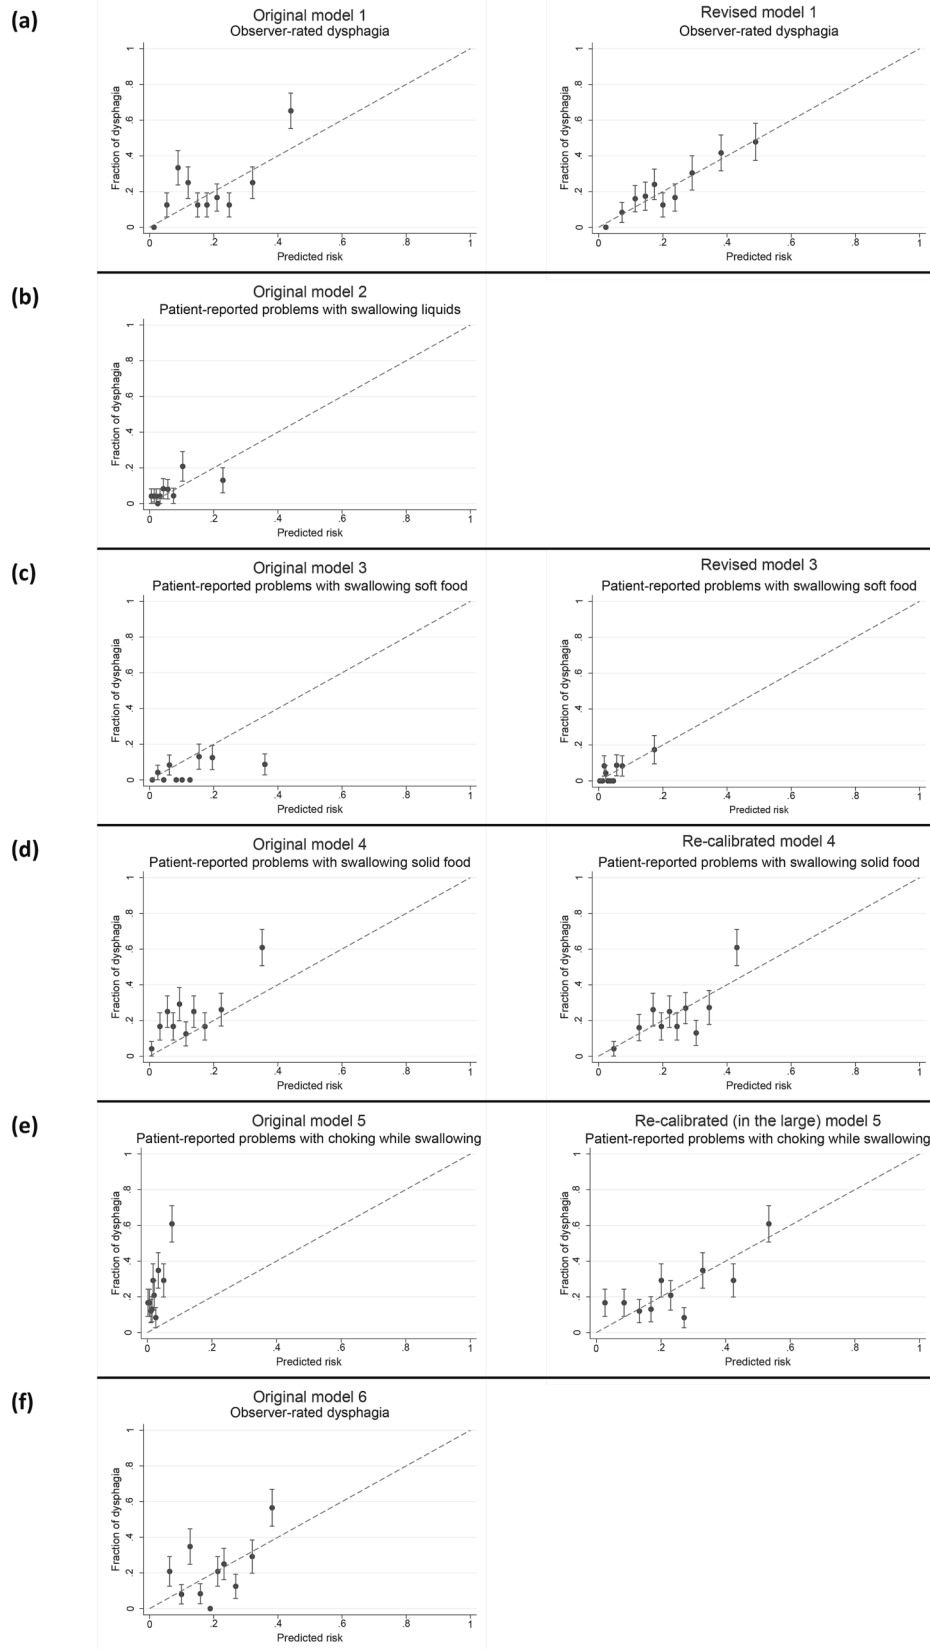 (a)
Original model 1
Observer-rated dysphagia
Fraction of dysphagia
1
.8
.6
.4
.2
0
0
.2
.4
.6
.8
1
Predicted risk
Revised model 1
Observer-rated dysphagia
Fraction of dysphagia
1
.8
.6
.4
.2
0
0
.2
.4
.6
.8
1
Predicted risk
(b)
Original model 2
Patient-reported problems with swallowing liquids
Fraction of dysphagia
1
.8
.6
.4
.2
0
0
.2
.4
.6
.8
1
Predicted risk
(c)
Original model 3
Patient-reported problems with swallowing soft food
Fraction of dysphagia
1
.8
.6
.4
.2
0
0
.2
.4
.6
.8
1
Predicted risk
Revised model 3
Patient-reported problems with swallowing soft food
Fraction of dysphagia
1
.8
.6
.4
.2
0
0
.2
.4
.6
.8
1
Predicted risk
(d)
Original model 4
Patient-reported problems with swallowing solid food
Fraction of dysphagia
1
.8
.6
.4
.2
0
0
.2
.4
.6
.8
1
Predicted risk
Re-calibrated model 4
Patient-reported problems with swallowing solid food
Fraction of dysphagia
1
.8
.6
.4
.2
0
0
.2
.4
.6
.8
1
Predicted risk
(e)
Original model 5
Patient-reported problems with choking while swallowing
Fraction of dysphagia
1
.8
.6
.4
.2
0
0
.2
.4
.6
.8
1
Predicted risk
Re-calibrated (in the large) model 5
Patient-reported problems with choking while swallowing
Fraction of dysphagia
1
.8
.6
.4
.2
0
0
.2
.4
.6
.8
1
Predicted risk
(f)
Original model 6
Observer-rated dysphagia
Fraction of dysphagia
1
.8
.6
.4
.2
0
0
.2
.4
.6
.8
1
Predicted risk